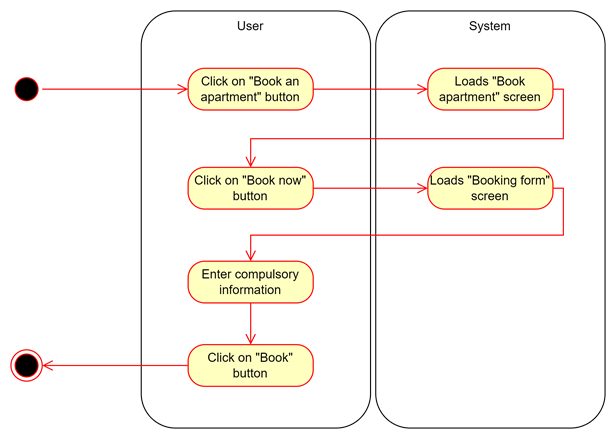 User
System
Click on "Book an
apartment" button
Loads "Book
apartment" screen
Click on "Book now"
button
Loads "Booking form"
screen
Enter compulsory
information
Click on "Book"
button